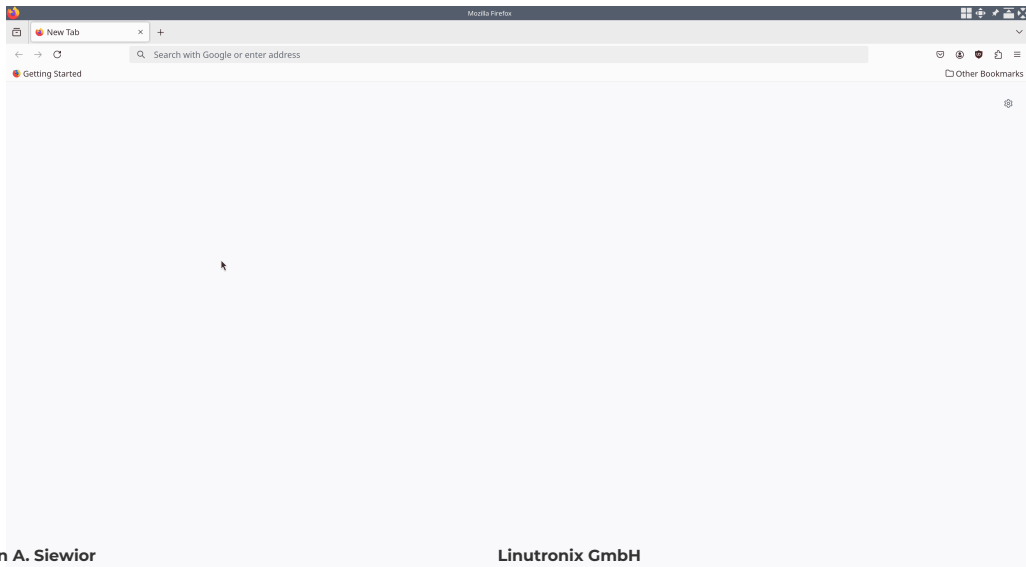 Mozilla Firefox
New Tab
Search with Google or enter address
Getting Started
Other Bookmarks
n A. Siewior
Linutronix GmbH